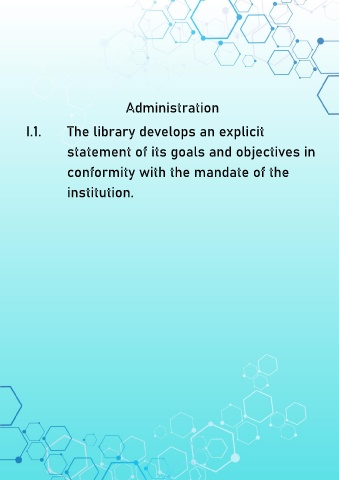 Administration
I.1. The library develops an explicit
statement of its goals and objectives in
conformity with the mandate of the
institution.